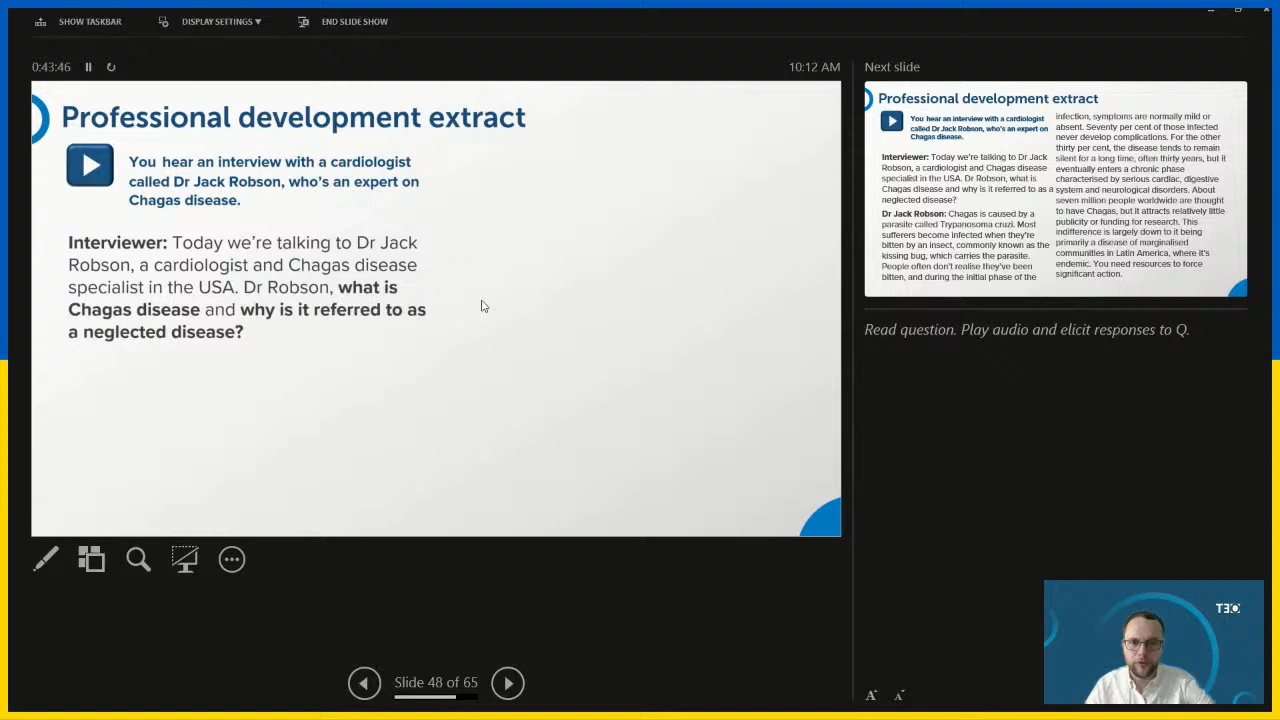 SHOW TASKBAR
DISPLAY SETTINGS ▼
END SLIDE SHOW
0:43:46
10:12 AM
Professional development extract
You hear an interview with a cardiologist
called Dr Jack Robson, who's an expert on
Chagas disease.
Interviewer: Today we're talking to Dr Jack
Robson, a cardiologist and Chagas disease
specialist in the USA. Dr Robson, what is
Chagas disease and why is it referred to as
a neglected disease?
Slide 48 of 65
Next slide
Professional development extract
You hear an interview with a cardiologist
called Dr Jack Robson, who's an expert on
Chagas disease.
Interviewer: Today we're talking to Dr Jack
Robson, a cardiologist and Chagas disease
specialist in the USA. Dr Robson, what is
Chagas disease and why is it referred to as a
neglected disease?
Dr Jack Robson: Chagas is caused by a
parasite called Trypanosoma cruzi. Most
sufferers become infected when they're
bitten by an insect, commonly known as the
kissing bug, which carries the parasite.
People often don't realise they've been
bitten, and during the initial phase of the
infection, symptoms are normally mild or
absent. Seventy per cent of those infected
never develop complications. For the other
thirty per cent, the disease tends to remain
silent for a long time, often thirty years, but it
eventually enters a chronic phase
characterised by serious cardiac, digestive
system and neurological disorders. About
seven million people worldwide are thought
to have Chagas, but it attracts relatively little
publicity or funding for research. This
indifference is largely down to it being
primarily a disease of marginalised
communities in Latin America, where it's
endemic. You need resources to force
significant action.
Read question. Play audio and elicit responses to Q.
A A